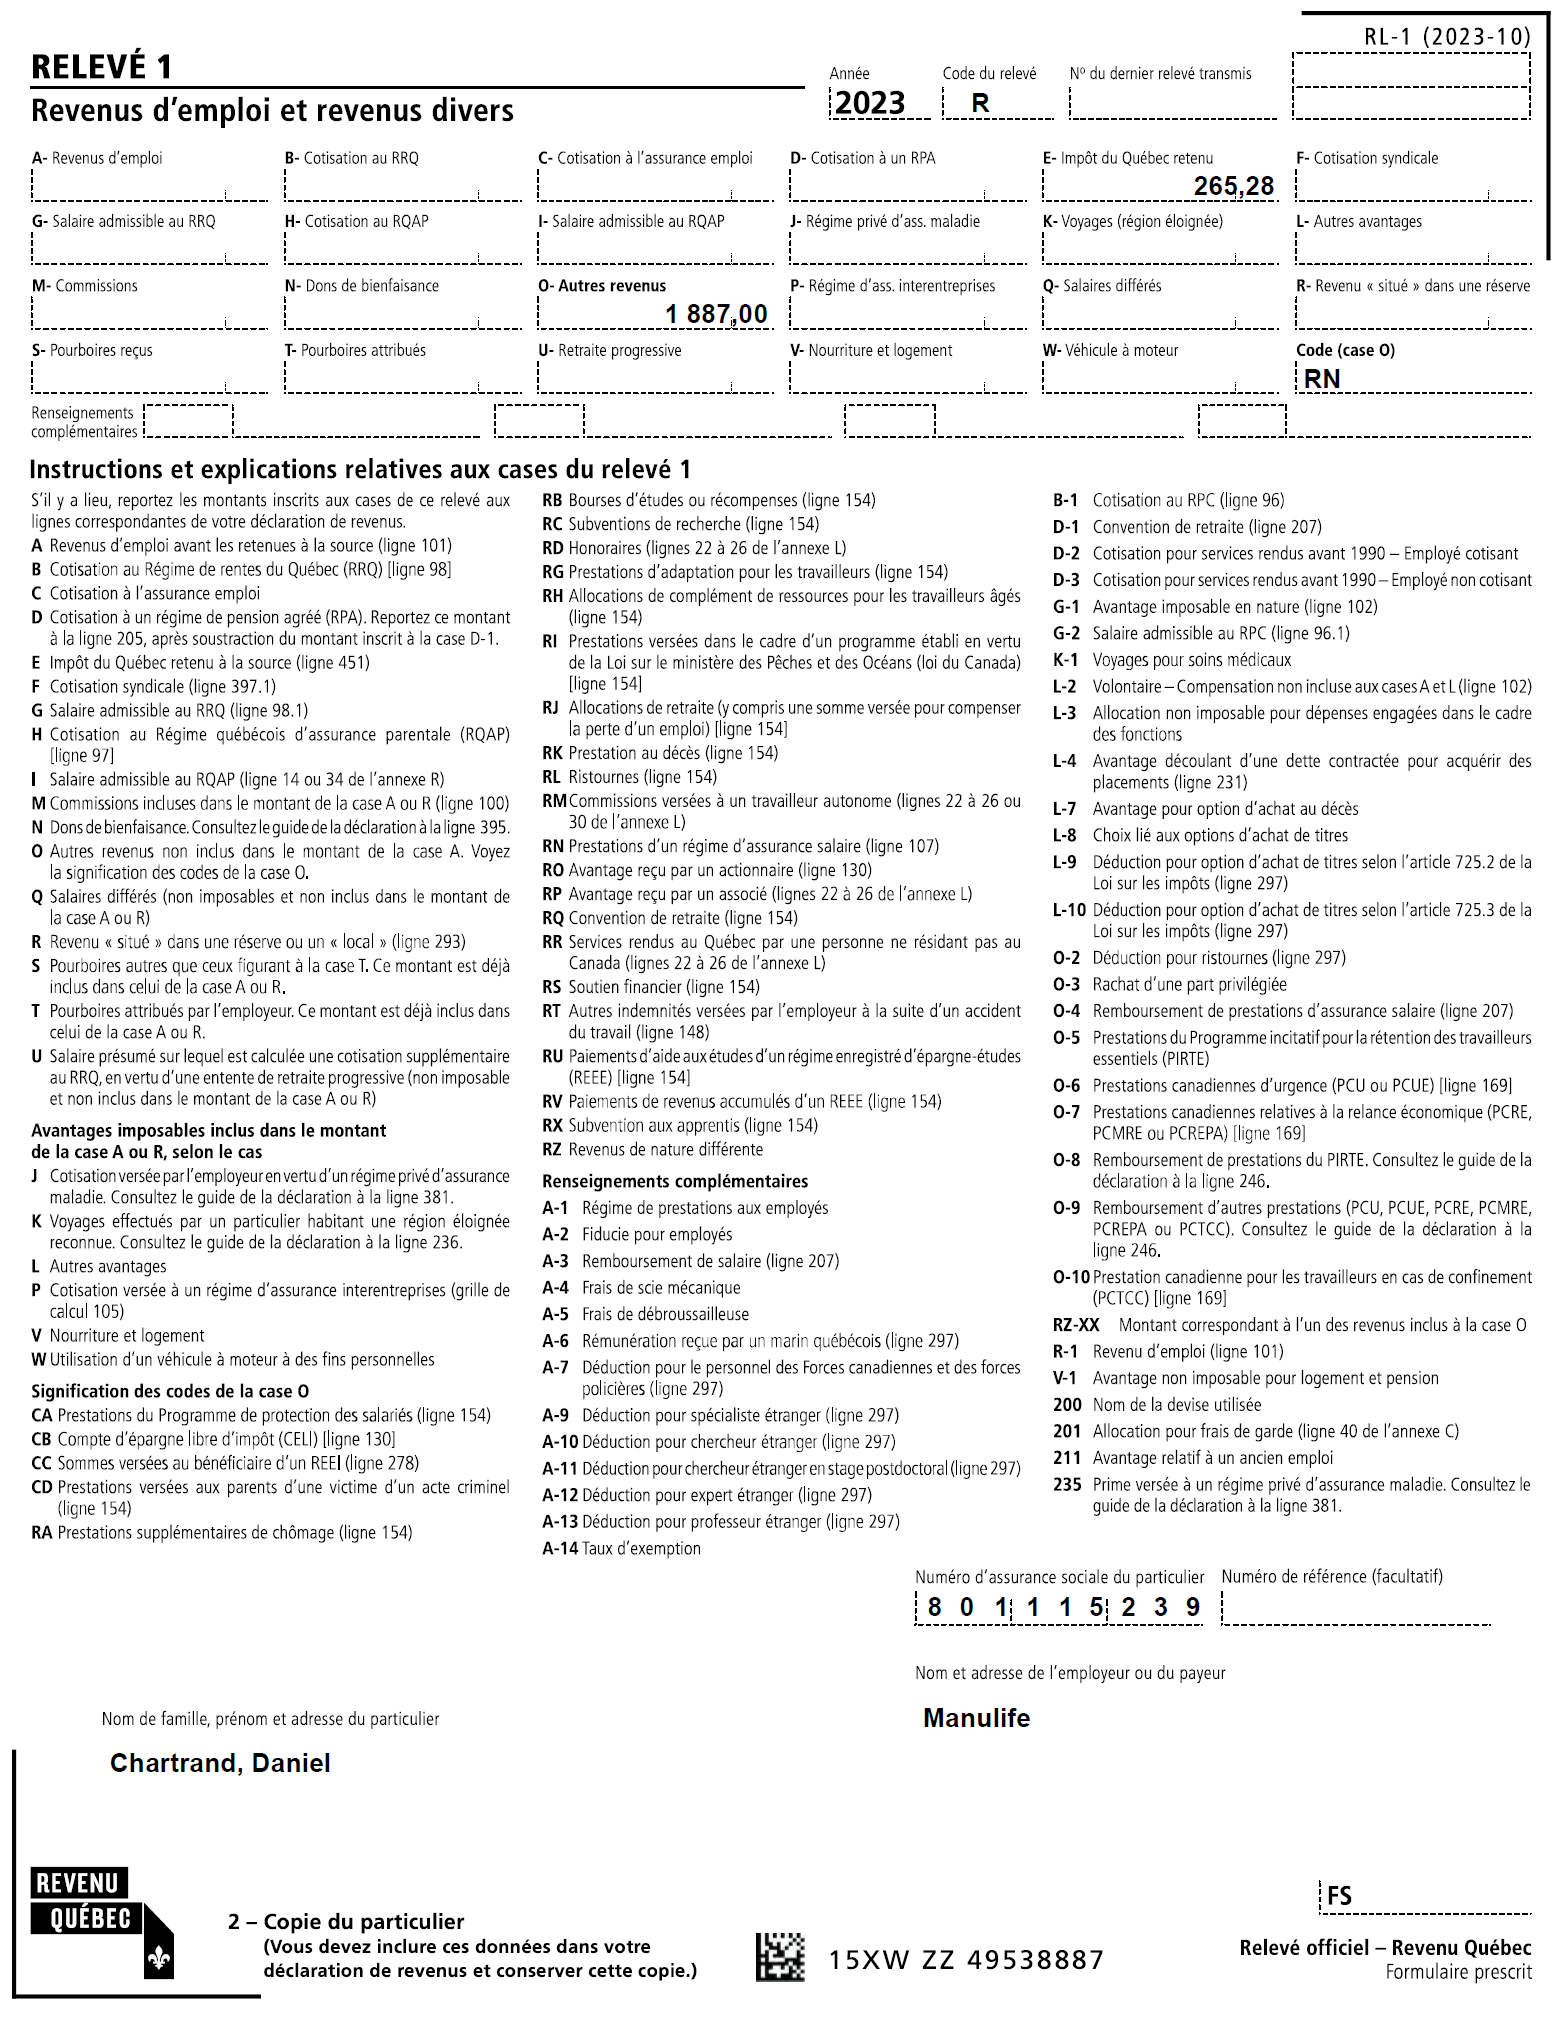 RL-1 (2023-10)
RELEVÉ 1
Revenus d'emploi et revenus divers
Année
Code du relevé
Nº du dernier relevé transmis
2023
R
A- Revenus d'emploi
B- Cotisation au RRQ
C- Cotisation à l'assurance emploi
D- Cotisation à un RPA
E- Impôt du Québec retenu
F- Cotisation syndicale
265,28
G- Salaire admissible au RRQ
H- Cotisation au RQAP
I- Salaire admissible au RQAP
J- Régime privé d'ass. maladie
K- Voyages (région éloignée)
L- Autres avantages
M- Commissions
N- Dons de bienfaisance
O- Autres revenus
P- Régime d'ass. interentreprises
Q- Salaires différés
R- Revenu « situé » dans une réserve
1 887,00
S- Pourboires reçus
T- Pourboires attribués
U- Retraite progressive
V- Nourriture et logement
W- Véhicule à moteur
Code (case O)
RN
Renseignements
complémentaires
Instructions et explications relatives aux cases du relevé 1
S'il y a lieu, reportez les montants inscrits aux cases de ce relevé aux
lignes correspondantes de votre déclaration de revenus.
A Revenus d'emploi avant les retenues à la source (ligne 101)
B Cotisation au Régime de rentes du Québec (RRQ) [ligne 98]
C Cotisation à l'assurance emploi
D Cotisation à un régime de pension agréé (RPA). Reportez ce montant
à la ligne 205, après soustraction du montant inscrit à la case D-1.
E Impôt du Québec retenu à la source (ligne 451)
F Cotisation syndicale (ligne 397.1)
G Salaire admissible au RRQ (ligne 98.1)
H Cotisation au Régime québécois d'assurance parentale (RQAP)
[ligne 97]
I Salaire admissible au RQAP (ligne 14 ou 34 de l'annexe R)
M Commissions incluses dans le montant de la case A ou R (ligne 100)
N Dons de bienfaisance. Consultez le guide de la déclaration à la ligne 395.
O Autres revenus non inclus dans le montant de la case A. Voyez
la signification des codes de la case O.
Q Salaires différés (non imposables et non inclus dans le montant de
la case A ou R)
R Revenu « situé » dans une réserve ou un « local » (ligne 293)
S Pourboires autres que ceux figurant à la case T. Ce montant est déjà
inclus dans celui de la case A ou R.
T Pourboires attribués par l'employeur. Ce montant est déjà inclus dans
celui de la case A ou R.
U Salaire présumé sur lequel est calculée une cotisation supplémentaire
au RRQ, en vertu d'une entente de retraite progressive (non imposable
et non inclus dans le montant de la case A ou R)
Avantages imposables inclus dans le montant
de la case A ou R, selon le cas
J Cotisation versée par l'employeur en vertu d'un régime privé d'assurance
maladie. Consultez le guide de la déclaration à la ligne 381.
K Voyages effectués par un particulier habitant une région éloignée
reconnue. Consultez le guide de la déclaration à la ligne 236.
L Autres avantages
P Cotisation versée à un régime d'assurance interentreprises (grille de
calcul 105)
V Nourriture et logement
W Utilisation d'un véhicule à moteur à des fins personnelles
Signification des codes de la case O
CA Prestations du Programme de protection des salariés (ligne 154)
CB Compte d'épargne libre d'impôt (CELI) [ligne 130]
CC Sommes versées au bénéficiaire d'un REEI (ligne 278)
CD Prestations versées aux parents d'une victime d'un acte criminel
(ligne 154)
RA Prestations supplémentaires de chômage (ligne 154)
RB Bourses d'études ou récompenses (ligne 154)
RC Subventions de recherche (ligne 154)
RD Honoraires (lignes 22 à 26 de l'annexe L)
RG Prestations d'adaptation pour les travailleurs (ligne 154)
RH Allocations de complément de ressources pour les travailleurs âgés
(ligne 154)
RI Prestations versées dans le cadre d'un programme établi en vertu
de la Loi sur le ministère des Pêches et des Océans (loi du Canada)
[ligne 154]
RJ Allocations de retraite (y compris une somme versée pour compenser
la perte d'un emploi) [ligne 154]
RK Prestation au décès (ligne 154)
RL Ristournes (ligne 154)
RM Commissions versées à un travailleur autonome (lignes 22 à 26 ou
30 de l'annexe L)
RN Prestations d'un régime d'assurance salaire (ligne 107)
RO Avantage reçu par un actionnaire (ligne 130)
RP Avantage reçu par un associé (lignes 22 à 26 de l'annexe L)
RQ Convention de retraite (ligne 154)
RR Services rendus au Québec par une personne ne résidant pas au
Canada (lignes 22 à 26 de l'annexe L)
RS Soutien financier (ligne 154)
RT Autres indemnités versées par l'employeur à la suite d'un accident
du travail (ligne 148)
RU Paiements d'aide aux études d'un régime enregistré d'épargne-études
(REEE) [ligne 154]
RV Paiements de revenus accumulés d'un REEE (ligne 154)
RX Subvention aux apprentis (ligne 154)
RZ Revenus de nature différente
Renseignements complémentaires
A-1 Régime de prestations aux employés
A-2 Fiducie pour employés
A-3 Remboursement de salaire (ligne 207)
A-4 Frais de scie mécanique
A-5 Frais de débroussailleuse
A-6 Rémunération reçue par un marin québécois (ligne 297)
A-7 Déduction pour le personnel des Forces canadiennes et des forces
policières (ligne 297)
A-9 Déduction pour spécialiste étranger (ligne 297)
A-10 Déduction pour chercheur étranger (ligne 297)
A-11 Déduction pour chercheur étranger en stage postdoctoral (ligne 297)
A-12 Déduction pour expert étranger (ligne 297)
A-13 Déduction pour professeur étranger (ligne 297)
A-14 Taux d'exemption
B-1 Cotisation au RPC (ligne 96)
D-1 Convention de retraite (ligne 207)
D-2 Cotisation pour services rendus avant 1990 – Employé cotisant
D-3 Cotisation pour services rendus avant 1990 – Employé non cotisant
G-1 Avantage imposable en nature (ligne 102)
G-2 Salaire admissible au RPC (ligne 96.1)
K-1 Voyages pour soins médicaux
L-2 Volontaire – Compensation non incluse aux cases A et L (ligne 102)
L-3 Allocation non imposable pour dépenses engagées dans le cadre
des fonctions
L-4 Avantage découlant d'une dette contractée pour acquérir des
placements (ligne 231)
L-7 Avantage pour option d'achat au décès
L-8 Choix lié aux options d'achat de titres
L-9 Déduction pour option d'achat de titres selon l'article 725.2 de la
Loi sur les impôts (ligne 297)
L-10 Déduction pour option d'achat de titres selon l'article 725.3 de la
Loi sur les impôts (ligne 297)
O-2 Déduction pour ristournes (ligne 297)
O-3 Rachat d'une part privilégiée
O-4 Remboursement de prestations d'assurance salaire (ligne 207)
O-5 Prestations du Programme incitatif pour la rétention des travailleurs
essentiels (PIRTE)
O-6 Prestations canadiennes d'urgence (PCU ou PCUE) [ligne 169]
O-7 Prestations canadiennes relatives à la relance économique (PCRE,
PCMRE ou PCREPA) [ligne 169]
O-8 Remboursement de prestations du PIRTE. Consultez le guide de la
déclaration à la ligne 246.
O-9 Remboursement d'autres prestations (PCU, PCUE, PCRE, PCMRE,
PCREPA ou PCTCC). Consultez le guide de la déclaration à la
ligne 246.
O-10 Prestation canadienne pour les travailleurs en cas de confinement
(PCTCC) [ligne 169]
RZ-XX Montant correspondant à l'un des revenus inclus à la case O
R-1 Revenu d'emploi (ligne 101)
V-1 Avantage non imposable pour logement et pension
200 Nom de la devise utilisée
201 Allocation pour frais de garde (ligne 40 de l'annexe C)
211 Avantage relatif à un ancien emploi
235 Prime versée à un régime privé d'assurance maladie. Consultez le
guide de la déclaration à la ligne 381.
Numéro d'assurance sociale du particulier
Numéro de référence (facultatif)
8 0 1 1 1 5 2 3 9
Nom et adresse de l'employeur ou du payeur
Manulife
Nom de famille, prénom et adresse du particulier
Chartrand, Daniel
REVENU
QUÉBEC
2 – Copie du particulier
(Vous devez inclure ces données dans votre
déclaration de revenus et conserver cette copie.)
15XW ZZ 49538887
FS
Relevé officiel – Revenu Québec
Formulaire prescrit